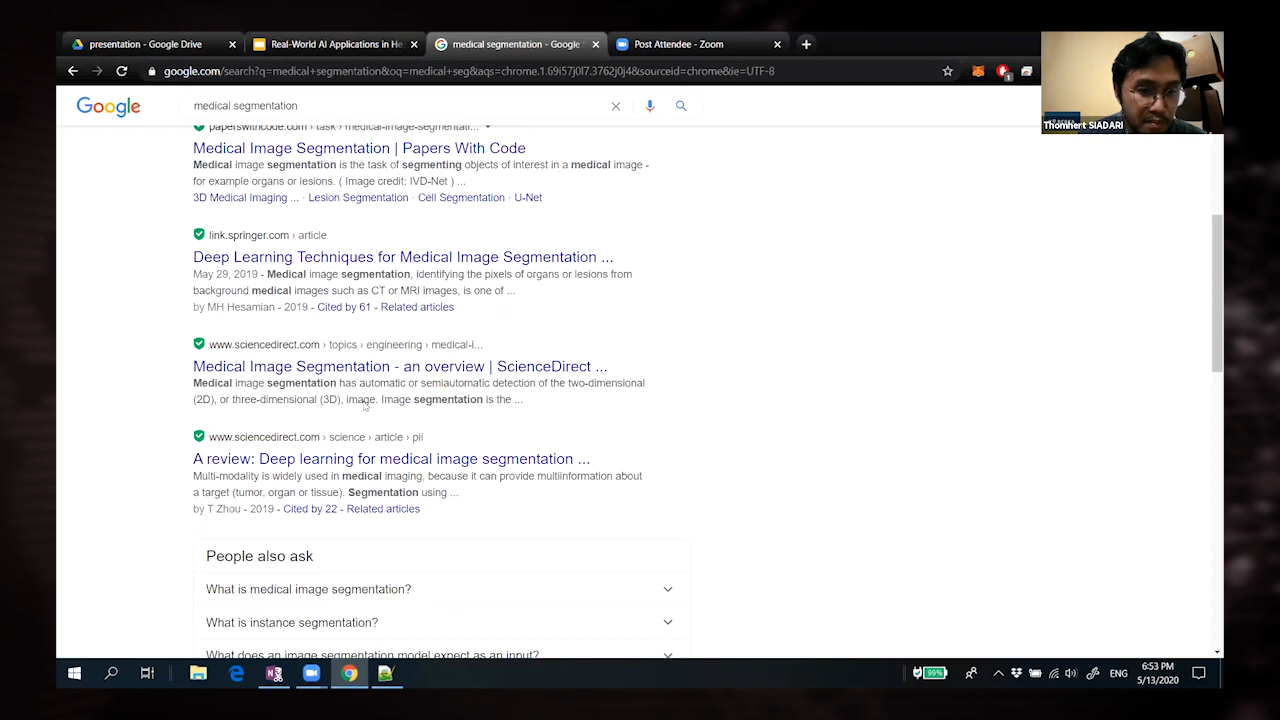 presentation - Google Drive
Real-World AI Applications in He
medical segmentation - Google
Post Attendee - Zoom
google.com/search?q=medical+segmentation&oq=medical+seg&aqs=chrome.1.69i57j0l7.3762j0j4&sourceid=chrome&ie=UTF-8
Thomhert SIADARI
Google
medical segmentation
paperswithcode.com › task › medical-image-segmentati...
Medical Image Segmentation | Papers With Code
Medical image segmentation is the task of segmenting objects of interest in a medical image -
for example organs or lesions. ( Image credit: IVD-Net ) ...
3D Medical Imaging ... · Lesion Segmentation · Cell Segmentation · U-Net
link.springer.com › article
Deep Learning Techniques for Medical Image Segmentation ...
May 29, 2019 - Medical image segmentation, identifying the pixels of organs or lesions from
background medical images such as CT or MRI images, is one of ...
by MH Hesamian - 2019 - Cited by 61 - Related articles
www.sciencedirect.com › topics › engineering › medical-i...
Medical Image Segmentation - an overview | ScienceDirect ...
Medical image segmentation has automatic or semiautomatic detection of the two-dimensional
(2D), or three-dimensional (3D), image. Image segmentation is the ...
www.sciencedirect.com › science › article › pii
A review: Deep learning for medical image segmentation ...
Multi-modality is widely used in medical imaging, because it can provide multiinformation about
a target (tumor, organ or tissue). Segmentation using ...
by T Zhou - 2019 - Cited by 22 - Related articles
People also ask
What is medical image segmentation?
What is instance segmentation?
What does an image segmentation model expect as an input?
99%
ENG
6:53 PM
5/13/2020